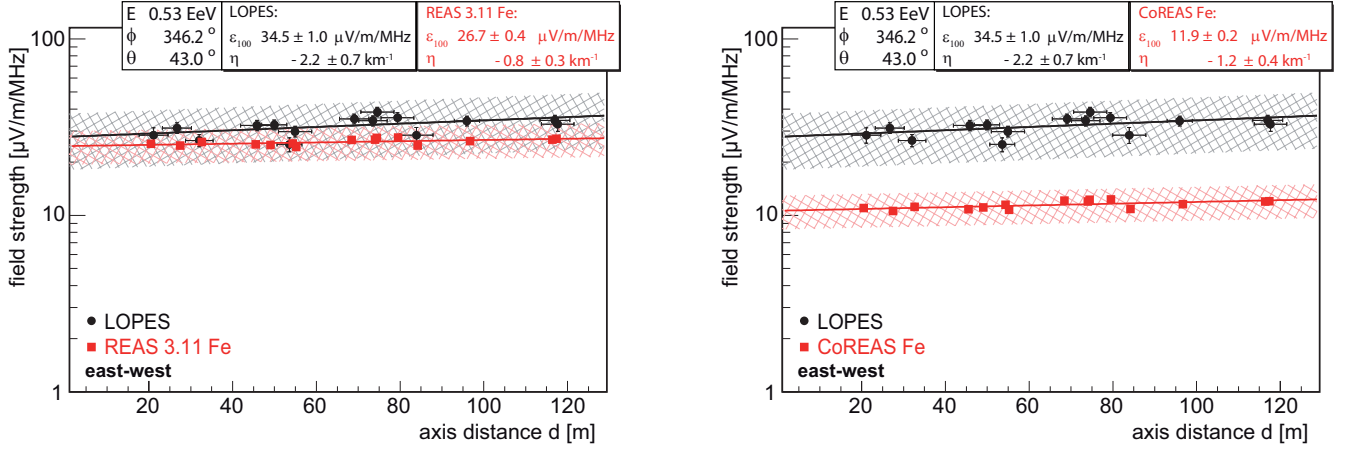 E 0.53 EeV
ϕ 346.2 °
θ 43.0 °
LOPES:
ε₁₀₀ 34.5 ± 1.0 μV/m/MHz
η - 2.2 ± 0.7 km⁻¹
REAS 3.11 Fe:
ε₁₀₀ 26.7 ± 0.4 μV/m/MHz
η - 0.8 ± 0.3 km⁻¹
field strength [μV/m/MHz]
100
10
1
LOPES
REAS 3.11 Fe
east-west
20 40 60 80 100 120
axis distance d [m]
E 0.53 EeV
ϕ 346.2 °
θ 43.0 °
LOPES:
ε₁₀₀ 34.5 ± 1.0 μV/m/MHz
η - 2.2 ± 0.7 km⁻¹
CoREAS Fe:
ε₁₀₀ 11.9 ± 0.2 μV/m/MHz
η - 1.2 ± 0.4 km⁻¹
field strength [μV/m/MHz]
100
10
1
LOPES
CoREAS Fe
east-west
20 40 60 80 100 120
axis distance d [m]